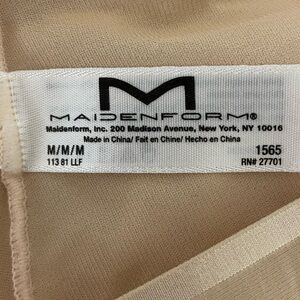 M
MAIDENFORM®
Maidenform, Inc. 200 Madison Avenue, New York, NY 10016
Made in China/ Fait en Chine/ Hecho en China
M/M/M 1565
113 81 LLF RN# 27701